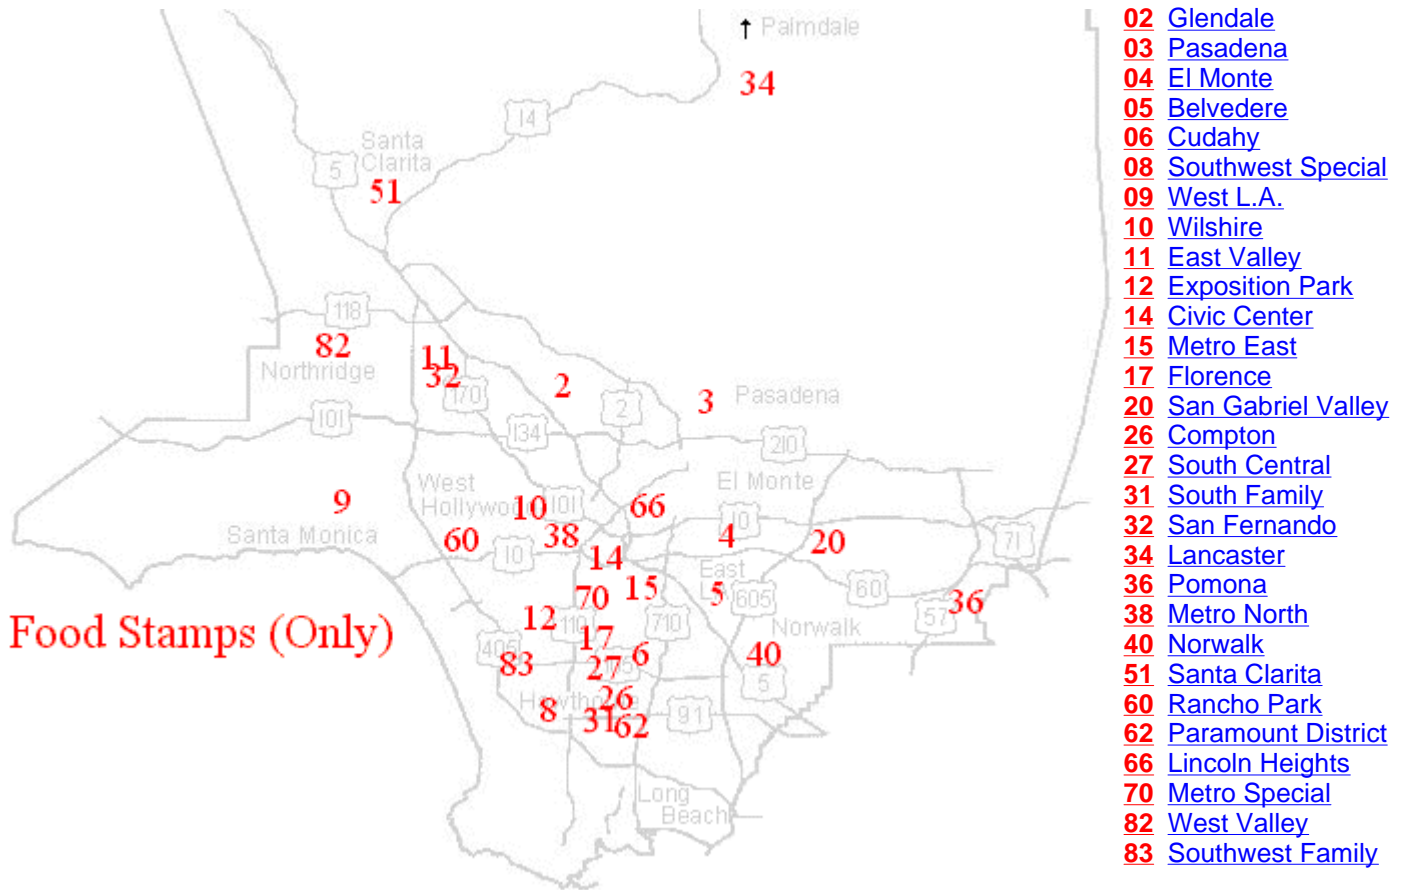 ↑ Palmdale
34
14
Santa
Clarita
5
51
118
82
Northridge
11
32
170
2
2
3
Pasadena
101
134
210
West
Hollywood
El Monte
9
10
101
66
10
Santa Monica
60
10
38
4
20
71
14
East
15
5
605
60
70
36
57
12
110
710
Norwalk
Food Stamps (Only)
405
83
17
27
6
40
5
26
8
31
62
91
Long
Beach
02 Glendale
03 Pasadena
04 El Monte
05 Belvedere
06 Cudahy
08 Southwest Special
09 West L.A.
10 Wilshire
11 East Valley
12 Exposition Park
14 Civic Center
15 Metro East
17 Florence
20 San Gabriel Valley
26 Compton
27 South Central
31 South Family
32 San Fernando
34 Lancaster
36 Pomona
38 Metro North
40 Norwalk
51 Santa Clarita
60 Rancho Park
62 Paramount District
66 Lincoln Heights
70 Metro Special
82 West Valley
83 Southwest Family